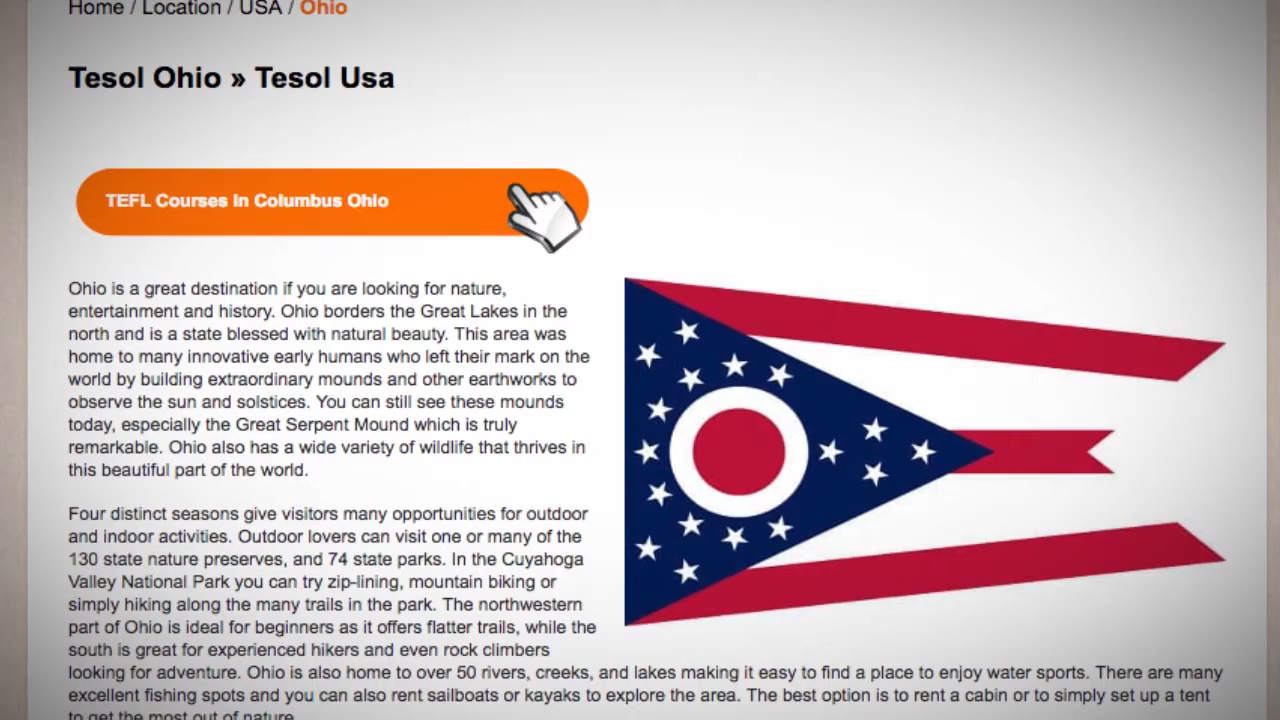 Home / Location / USA / Ohio
Tesol Ohio » Tesol Usa
TEFL Courses In Columbus Ohio
Ohio is a great destination if you are looking for nature,
entertainment and history. Ohio borders the Great Lakes in the
north and is a state blessed with natural beauty. This area was
home to many innovative early humans who left their mark on the
world by building extraordinary mounds and other earthworks to
observe the sun and solstices. You can still see these mounds
today, especially the Great Serpent Mound which is truly
remarkable. Ohio also has a wide variety of wildlife that thrives in
this beautiful part of the world.
Four distinct seasons give visitors many opportunities for outdoor
and indoor activities. Outdoor lovers can visit one or many of the
130 state nature preserves, and 74 state parks. In the Cuyahoga
Valley National Park you can try zip-lining, mountain biking or
simply hiking along the many trails in the park. The northwestern
part of Ohio is ideal for beginners as it offers flatter trails, while the
south is great for experienced hikers and even rock climbers
looking for adventure. Ohio is also home to over 50 rivers, creeks, and lakes making it easy to find a place to enjoy water sports. There are many
excellent fishing spots and you can also rent sailboats or kayaks to explore the area. The best option is to rent a cabin or to simply set up a tent
to get the most out of nature.